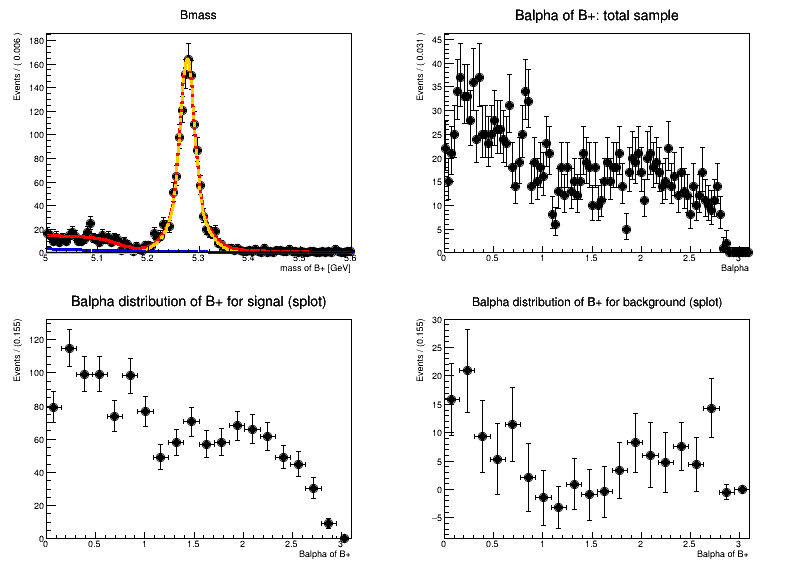 Bmass
Events / ( 0.006 )
180
160
140
120
100
80
60
40
20
0
5 5.1 5.2 5.3 5.4 5.5 5.6
mass of B+ [GeV]
Balpha of B+: total sample
Events / ( 0.031 )
45
40
35
30
25
20
15
10
5
0
0 0.5 1 1.5 2 2.5 3
Balpha
Balpha distribution of B+ for signal (splot)
Events / (0.155)
120
100
80
60
40
20
0
0 0.5 1 1.5 2 2.5 3
Balpha of B+
Balpha distribution of B+ for background (splot)
Events / (0.155)
30
25
20
15
10
5
0
−5
0 0.5 1 1.5 2 2.5 3
Balpha of B+